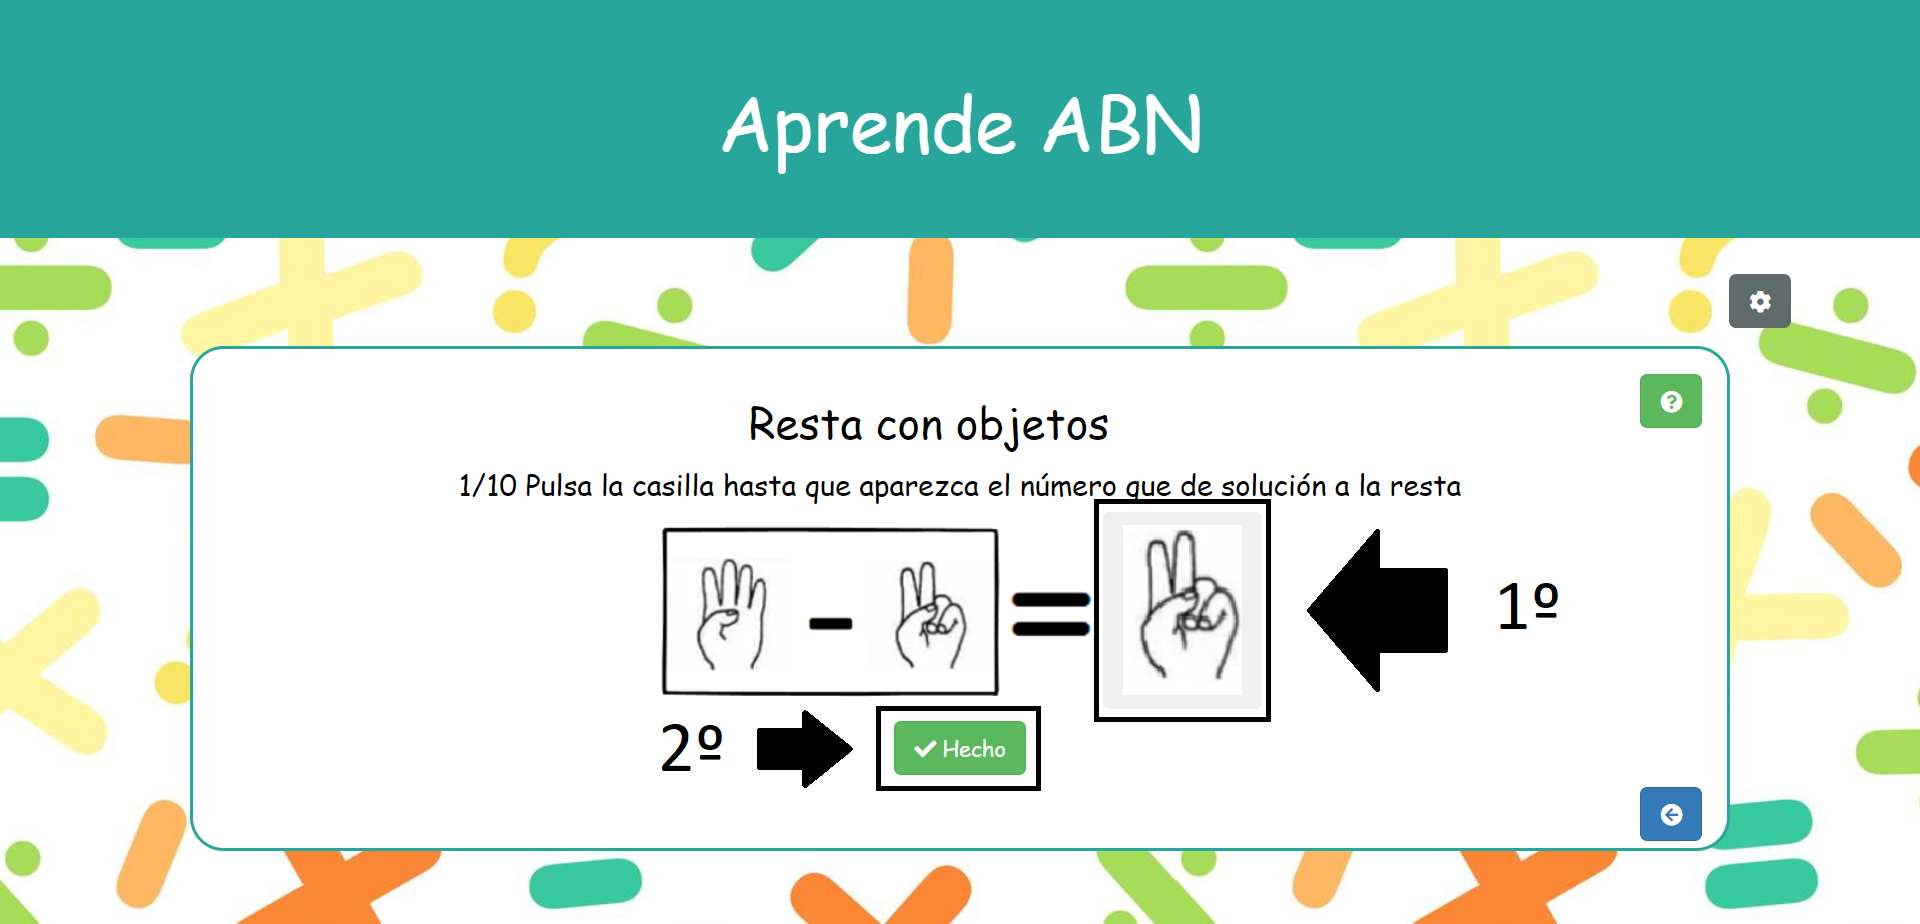 Aprende ABN
Resta con objetos
1/10 Pulsa la casilla hasta que aparezca el número que de solución a la resta
1º
2º
Hecho